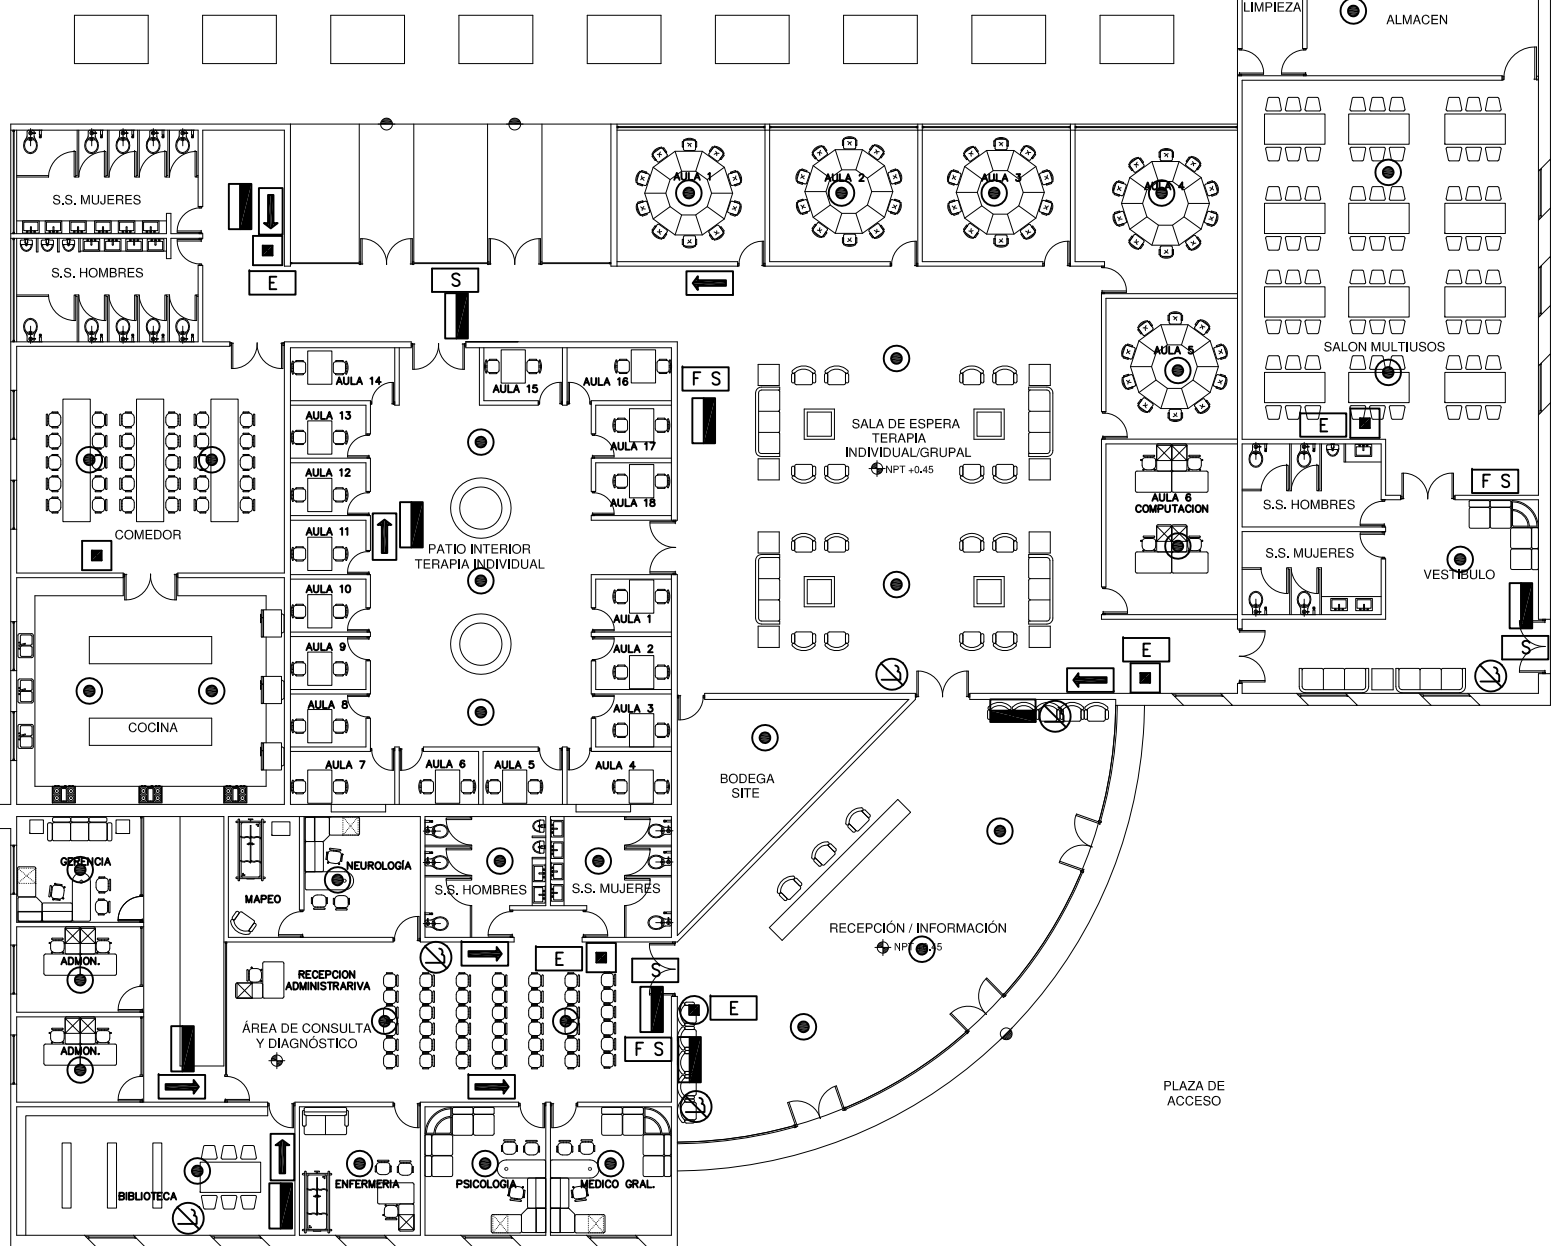 LIMPIEZA
ALMACEN
S.S. MUJERES
S.S. HOMBRES
E
S
AULA 1
AULA 2
AULA 3
AULA 4
AULA 5
SALON MULTIUSOS
E
AULA 14
AULA 15
AULA 16
AULA 13
AULA 17
AULA 12
AULA 18
AULA 11
AULA 10
AULA 9
AULA 8
AULA 7
AULA 6
AULA 5
AULA 4
AULA 3
AULA 2
AULA 1
F S
SALA DE ESPERA
TERAPIA
INDIVIDUAL/GRUPAL
NPT +0.45
COMEDOR
PATIO INTERIOR
TERAPIA INDIVIDUAL
AULA 6
COMPUTACION
S.S. HOMBRES
S.S. MUJERES
F S
VESTIBULO
S
E
COCINA
BODEGA
SITE
GERENCIA
MAPEO
NEUROLOGÍA
S.S. HOMBRES
S.S. MUJERES
RECEPCIÓN / INFORMACIÓN
NPT
ADMON.
RECEPCION
ADMINISTRARIVA
E
S
E
ÁREA DE CONSULTA
Y DIAGNÓSTICO
F S
ADMON.
PLAZA DE
ACCESO
BIBLIOTECA
ENFERMERIA
PSICOLOGIA
MEDICO GRAL.